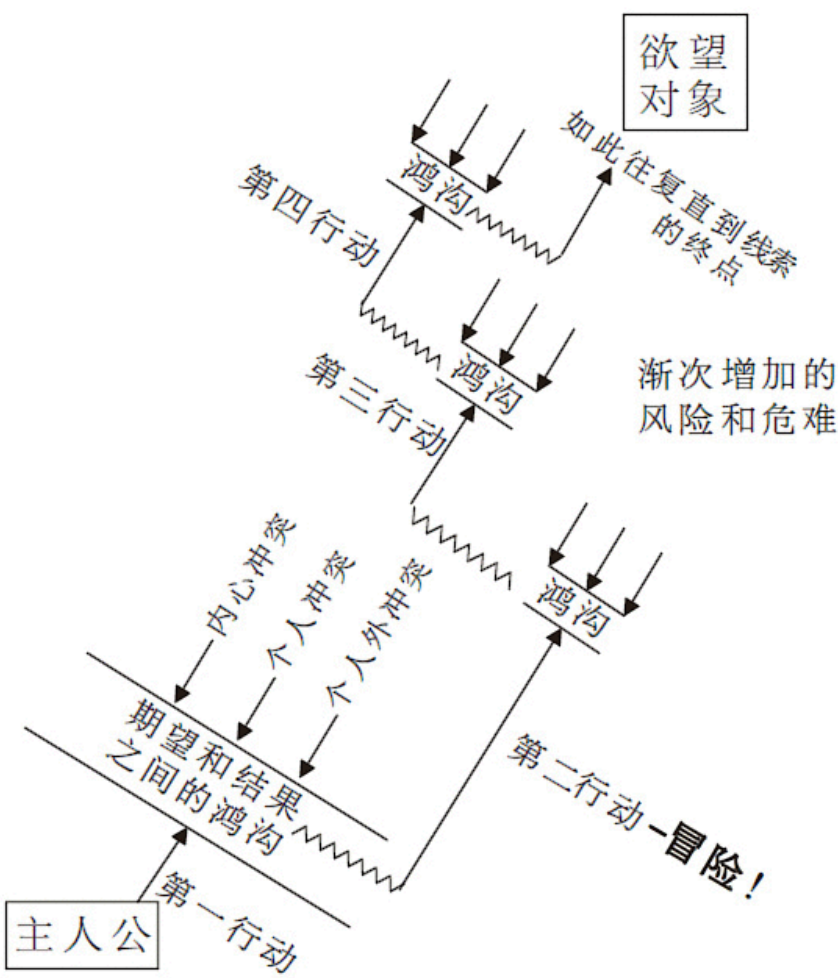 欲望
对象
如此往复直到线索
的终点
鸿沟
第四行动
鸿沟
第三行动
渐次增加的
风险和危难
内心冲突
个人冲突
个人外冲突
鸿沟
期望和结果
之间的鸿沟
第二行动-冒险！
第一行动
主人公